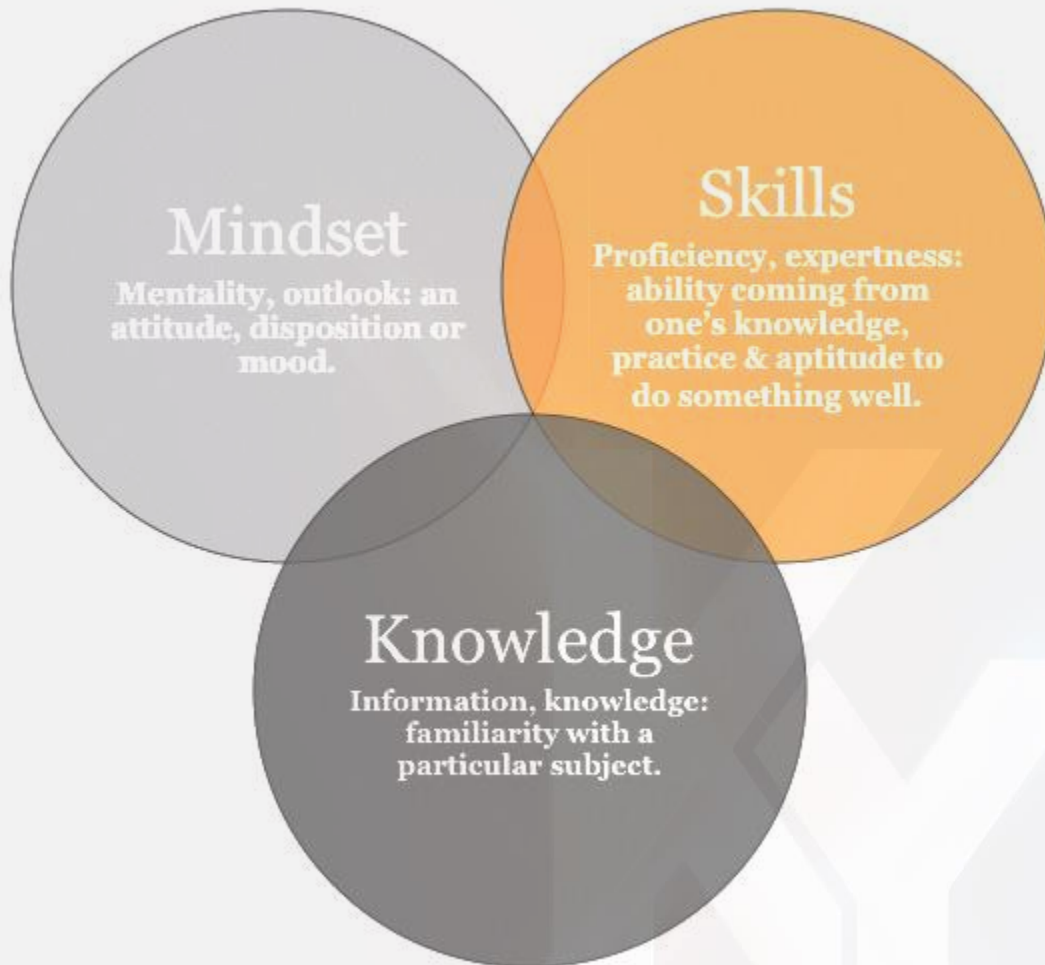 Mindset
Mentality, outlook: an
attitude, disposition or
mood.
Skills
Proficiency, expertness:
ability coming from
one's knowledge,
practice & aptitude to
do something well.
Knowledge
Information, knowledge:
familiarity with a
particular subject.